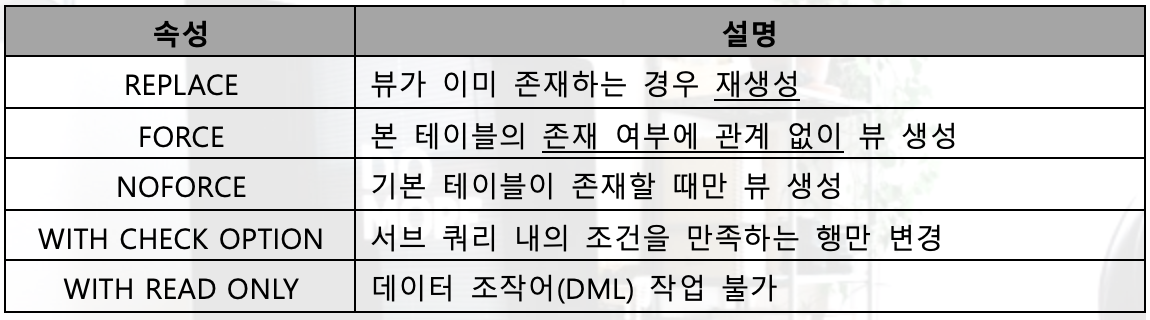 속성 설명
REPLACE 뷰가 이미 존재하는 경우 재생성
FORCE 본 테이블의 존재 여부에 관계 없이 뷰 생성
NOFORCE 기본 테이블이 존재할 때만 뷰 생성
WITH CHECK OPTION 서브 쿼리 내의 조건을 만족하는 행만 변경
WITH READ ONLY 데이터 조작어(DML) 작업 불가